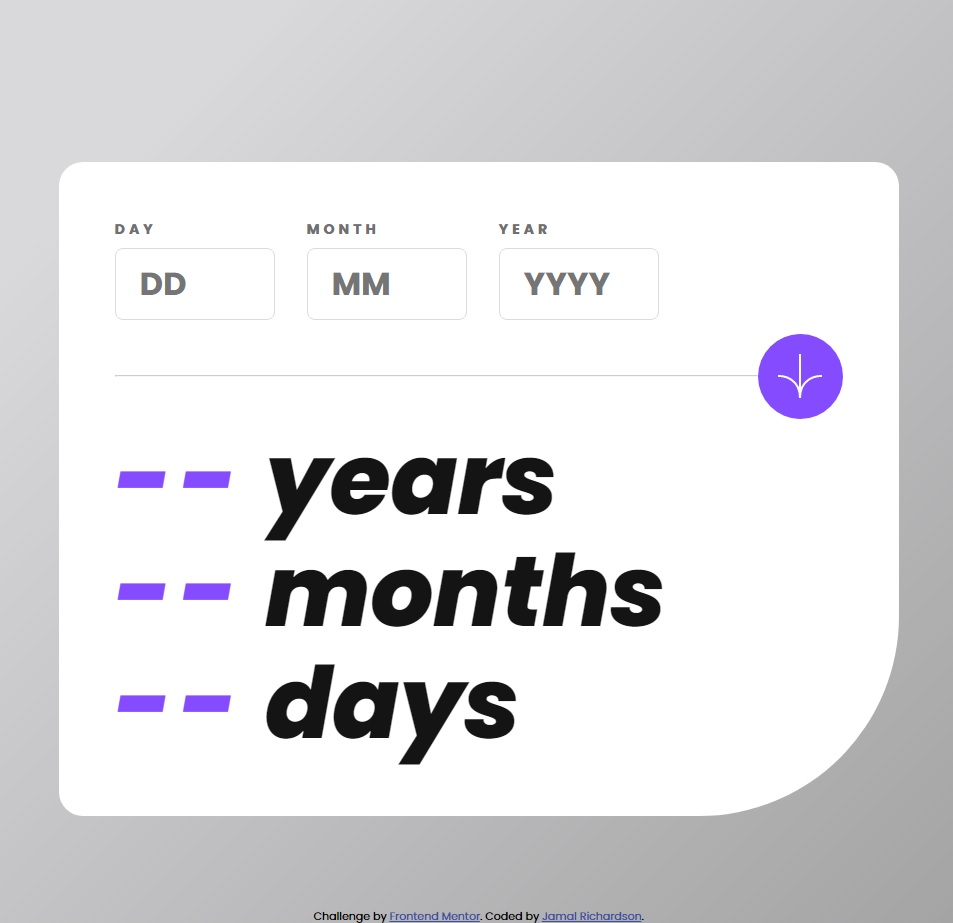 DAY MONTH YEAR
DD MM YYYY
-- years
-- months
-- days
Challenge by Frontend Mentor. Coded by Jamal Richardson.